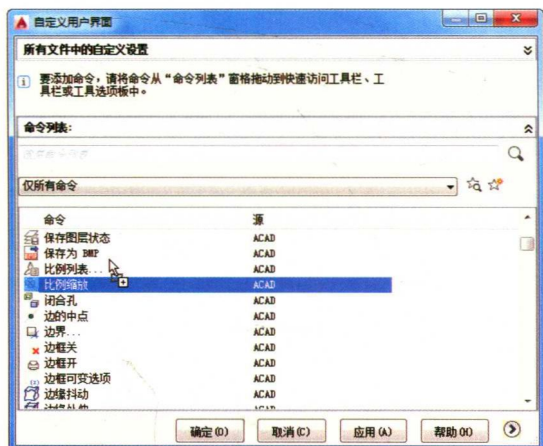 自定义用户界面
所有文件中的自定义设置
要添加命令，请将命令从“命令列表”窗格拖动到快速访问工具栏、工
具栏或工具选项板中。
命令列表:
仅所有命令
命令 源
保存图层状态 ACAD
保存为 BMP ACAD
比例列表... ACAD
比例缩放 ACAD
闭合孔 ACAD
边的中点 ACAD
边界... ACAD
边框关 ACAD
边框开 ACAD
边框可变选项 ACAD
边缘抖动 ACAD
确定(O) 取消(C) 应用(A) 帮助(H)